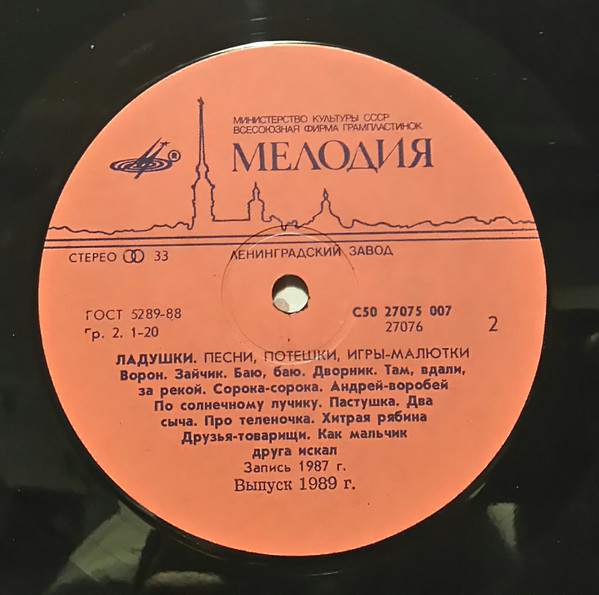 МИНИСТЕРСТВО КУЛЬТУРЫ СССР
ВСЕСОЮЗНАЯ ФИРМА ГРАМПЛАСТИНОК
МЕЛОДИЯ
®
СТЕРЕО 33
ЛЕНИНГРАДСКИЙ ЗАВОД
ГОСТ 5289-88
Гр. 2. 1-20
С50 27075 007
27076
2
ЛАДУШКИ. ПЕСНИ, ПОТЕШКИ, ИГРЫ-МАЛЮТКИ
Ворон. Зайчик. Баю, баю. Дворник. Там, вдали,
за рекой. Сорока-сорока. Андрей-воробей
По солнечному лучику. Пастушка. Два
сыча. Про теленочка. Хитрая рябина
Друзья-товарищи. Как мальчик
друга искал
Запись 1987 г.
Выпуск 1989 г.